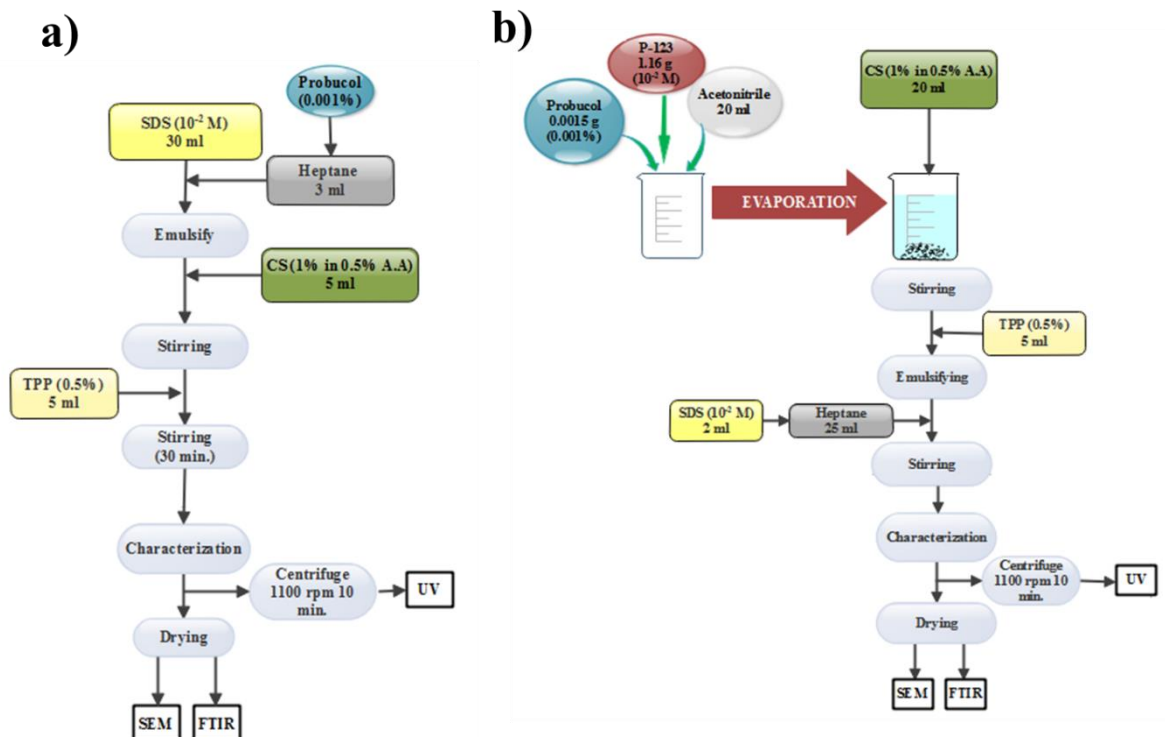 a)
Probucol
(0.001%)
SDS (10⁻² M)
30 ml
Heptane
3 ml
Emulsify
CS (1% in 0.5% A.A)
5 ml
Stirring
TPP (0.5%)
5 ml
Stirring
(30 min.)
Characterization
Centrifuge
1100 rpm 10
min.
UV
Drying
SEM
FTIR
b)
P-123
1.16 g
(10⁻² M)
Probucol
0.0015 g
(0.001%)
Acetonitrile
20 ml
CS (1% in 0.5% A.A)
20 ml
EVAPORATION
Stirring
TPP (0.5%)
5 ml
Emulsifying
SDS (10⁻² M)
2 ml
Heptane
25 ml
Stirring
Characterization
Centrifuge
1100 rpm 10
min.
UV
Drying
SEM
FTIR